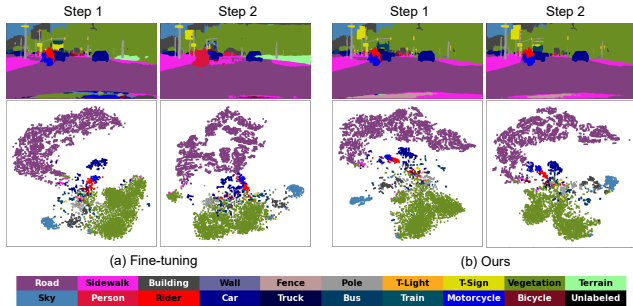 Step 1 Step 2 Step 1 Step 2
(a) Fine-tuning (b) Ours
Road Sidewalk Building Wall Fence Pole T-Light T-Sign Vegetation Terrain
Sky Person Rider Car Truck Bus Train Motorcycle Bicycle Unlabeled